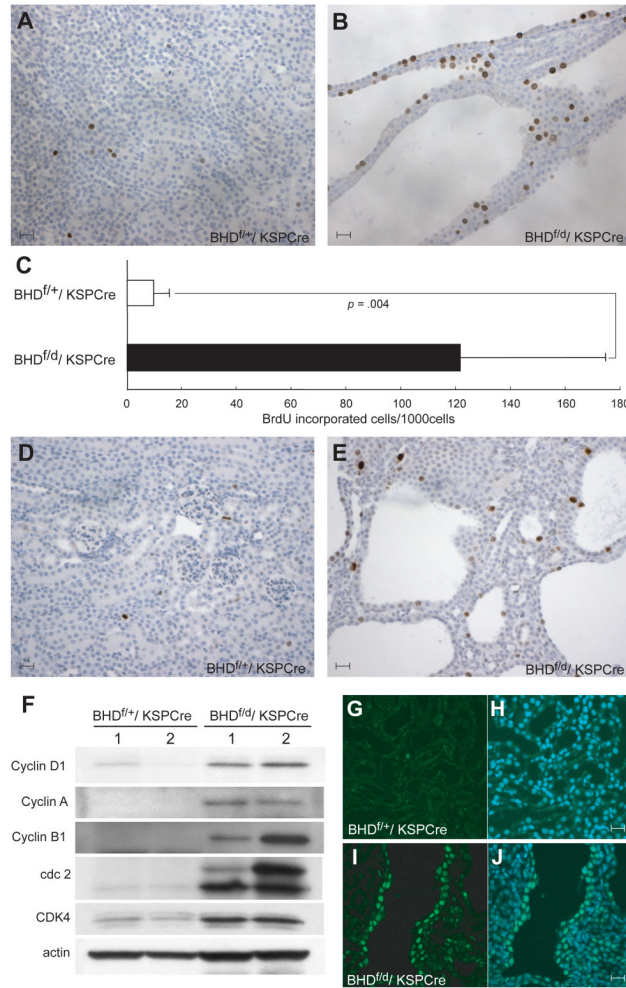 A
BHDf/+/ KSPCre
B
BHDf/d/ KSPCre
C
BHDf/+/ KSPCre
p = .004
BHDf/d/ KSPCre
0 20 40 60 80 100 120 140 160 180
BrdU incorporated cells/1000cells
D
BHDf/+/ KSPCre
E
BHDf/d/ KSPCre
F
BHDf/+/ KSPCre BHDf/d/ KSPCre
1 2 1 2
Cyclin D1
Cyclin A
Cyclin B1
cdc 2
CDK4
actin
G
BHDf/+/ KSPCre
H
I
BHDf/d/ KSPCre
J